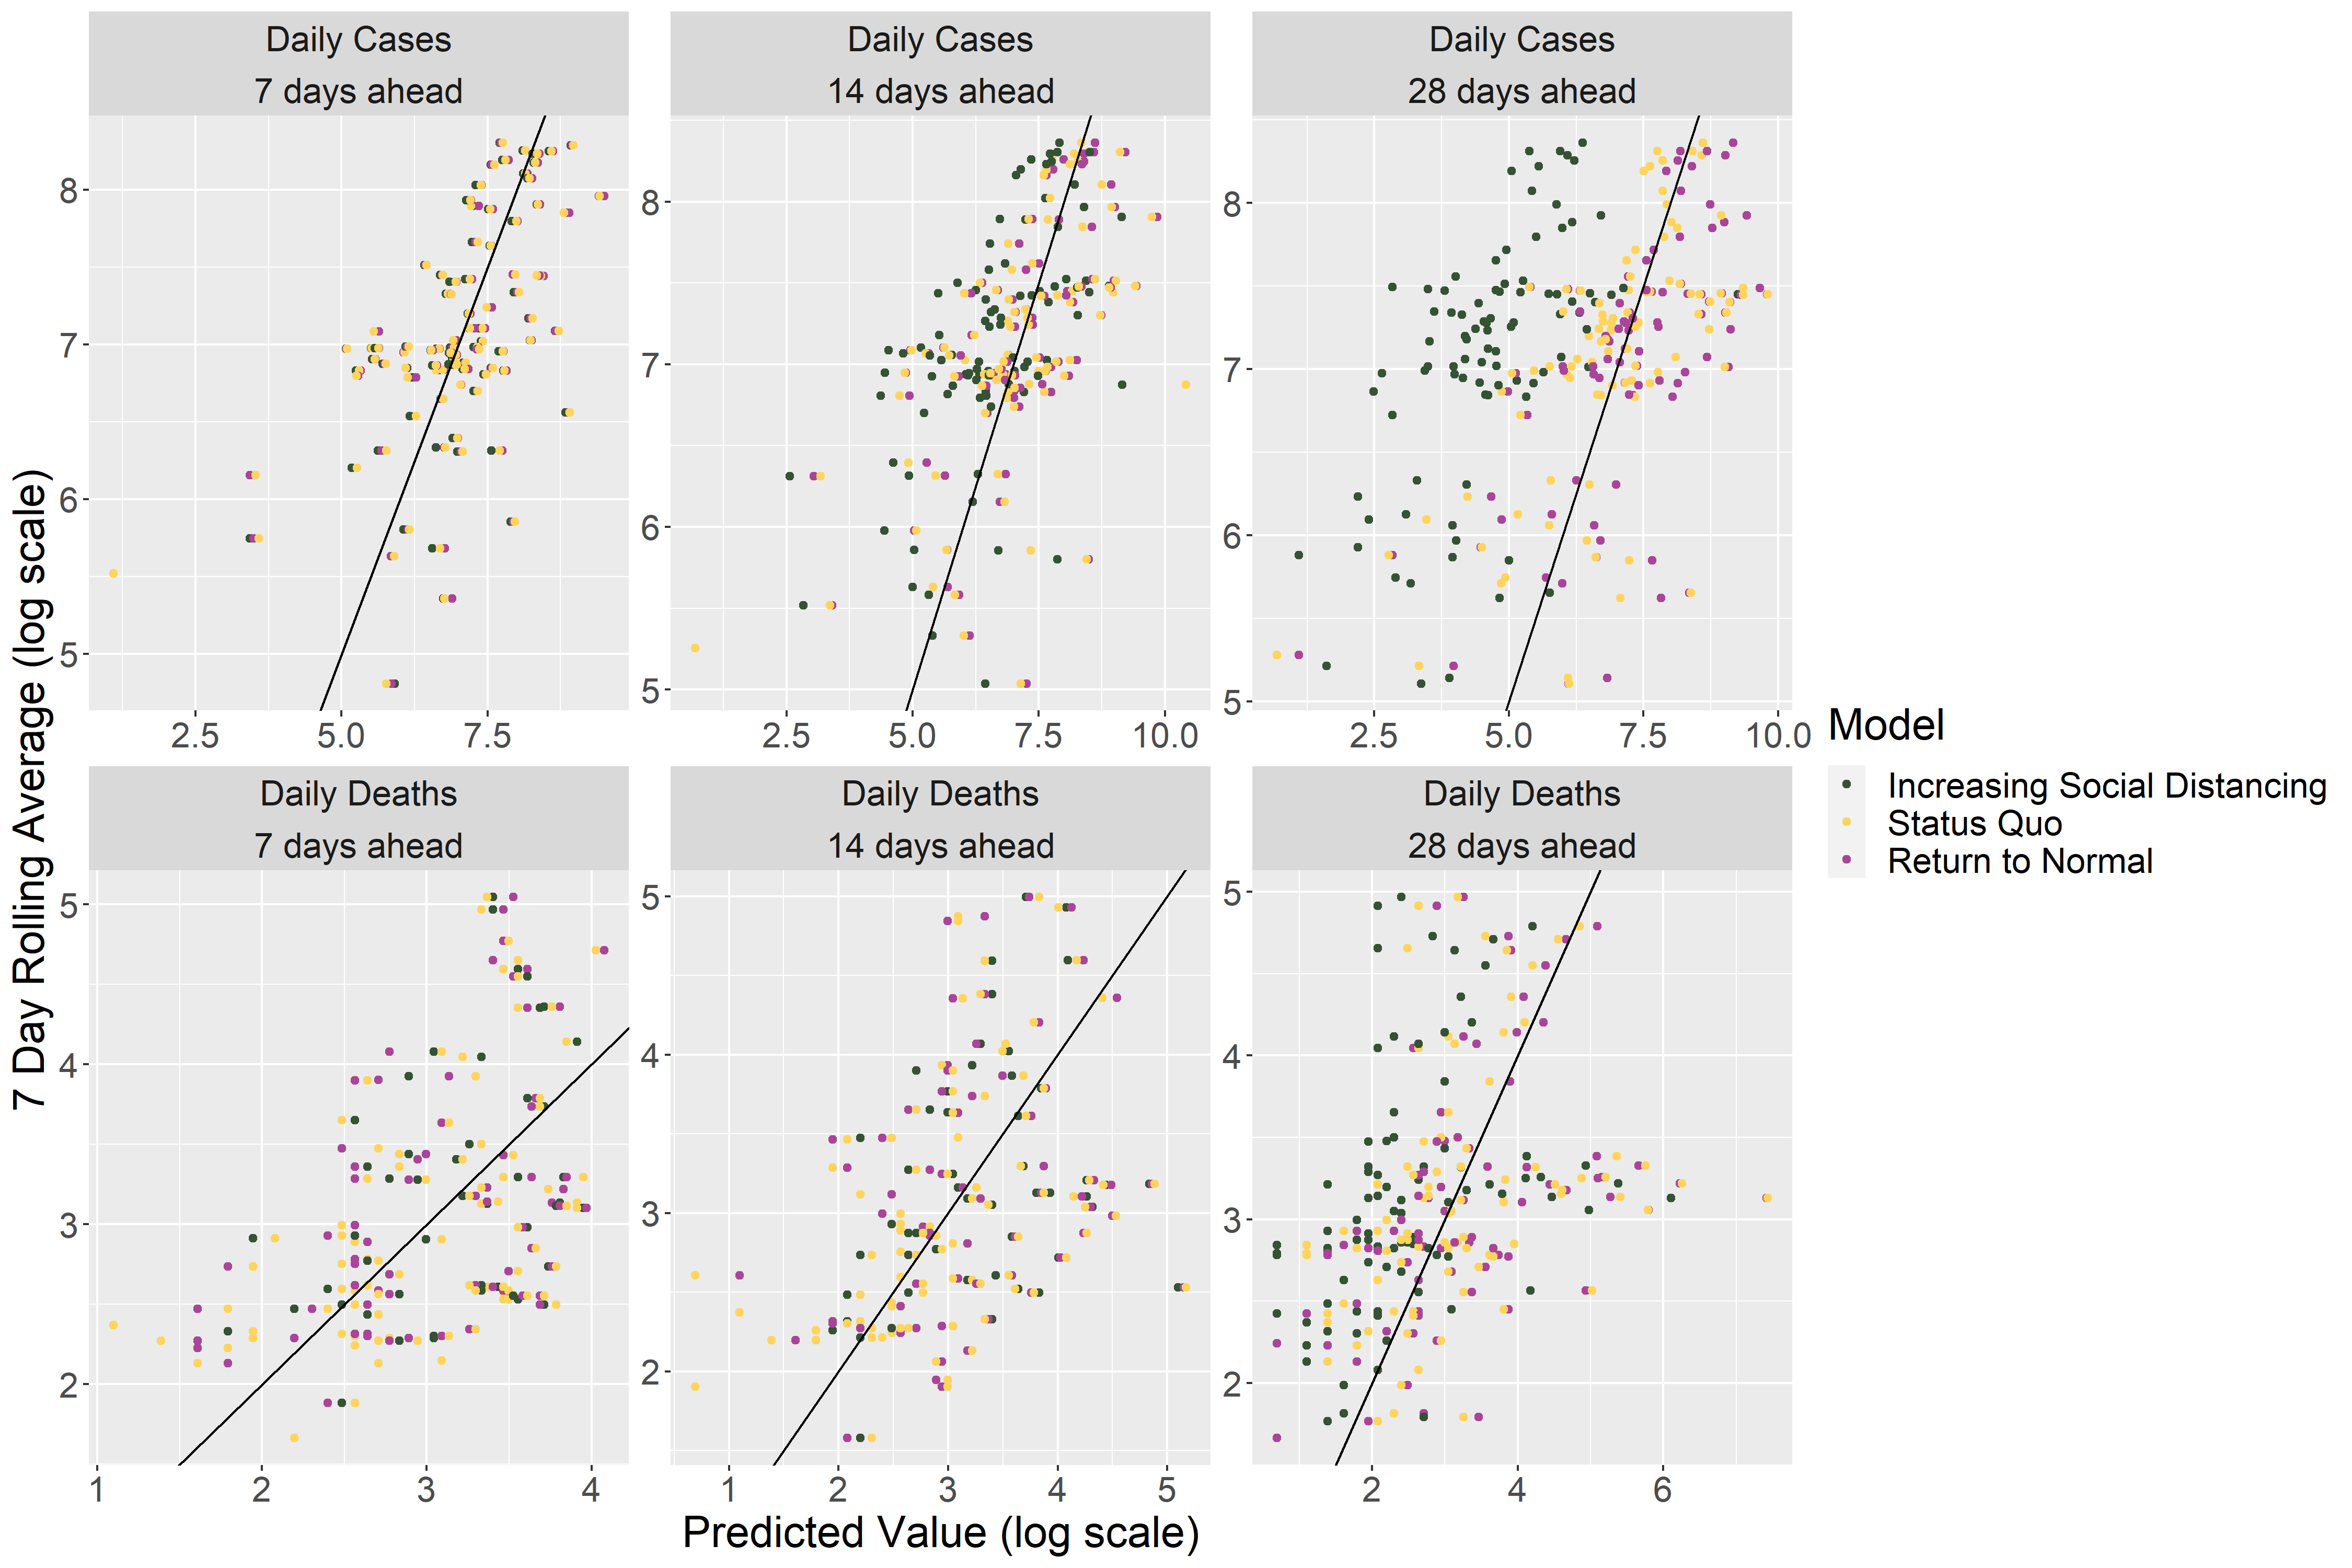 Daily Cases
7 days ahead
Daily Cases
14 days ahead
Daily Cases
28 days ahead
8
7
6
5
8
7
6
5
8
7
6
5
2.5 5.0 7.5
2.5 5.0 7.5 10.0
2.5 5.0 7.5 10.0
Daily Deaths
7 days ahead
Daily Deaths
14 days ahead
Daily Deaths
28 days ahead
5
4
3
2
5
4
3
2
5
4
3
2
1 2 3 4
1 2 3 4 5
2 4 6
7 Day Rolling Average (log scale)
Predicted Value (log scale)
Model
Increasing Social Distancing
Status Quo
Return to Normal